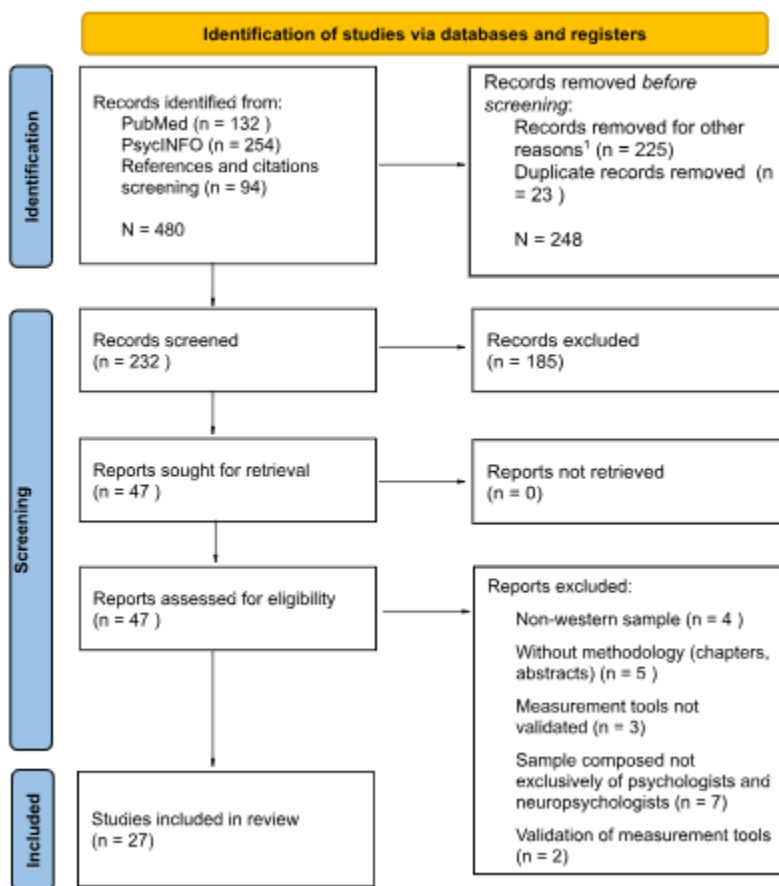 Identification of studies via databases and registers
Identification
Records identified from:
PubMed (n = 132 )
PsycINFO (n = 254)
References and citations
screening (n = 94)
N = 480
Records removed before
screening:
Records removed for other
reasons¹ (n = 225)
Duplicate records removed (n
= 23 )
N = 248
Screening
Records screened
(n = 232 )
Records excluded
(n = 185)
Reports sought for retrieval
(n = 47 )
Reports not retrieved
(n = 0)
Reports assessed for eligibility
(n = 47 )
Reports excluded:
Non-western sample (n = 4 )
Without methodology (chapters,
abstracts) (n = 5 )
Measurement tools not
validated (n = 3)
Sample composed not
exclusively of psychologists and
neuropsychologists (n = 7)
Validation of measurement tools
(n = 2)
Included
Studies included in review
(n = 27)